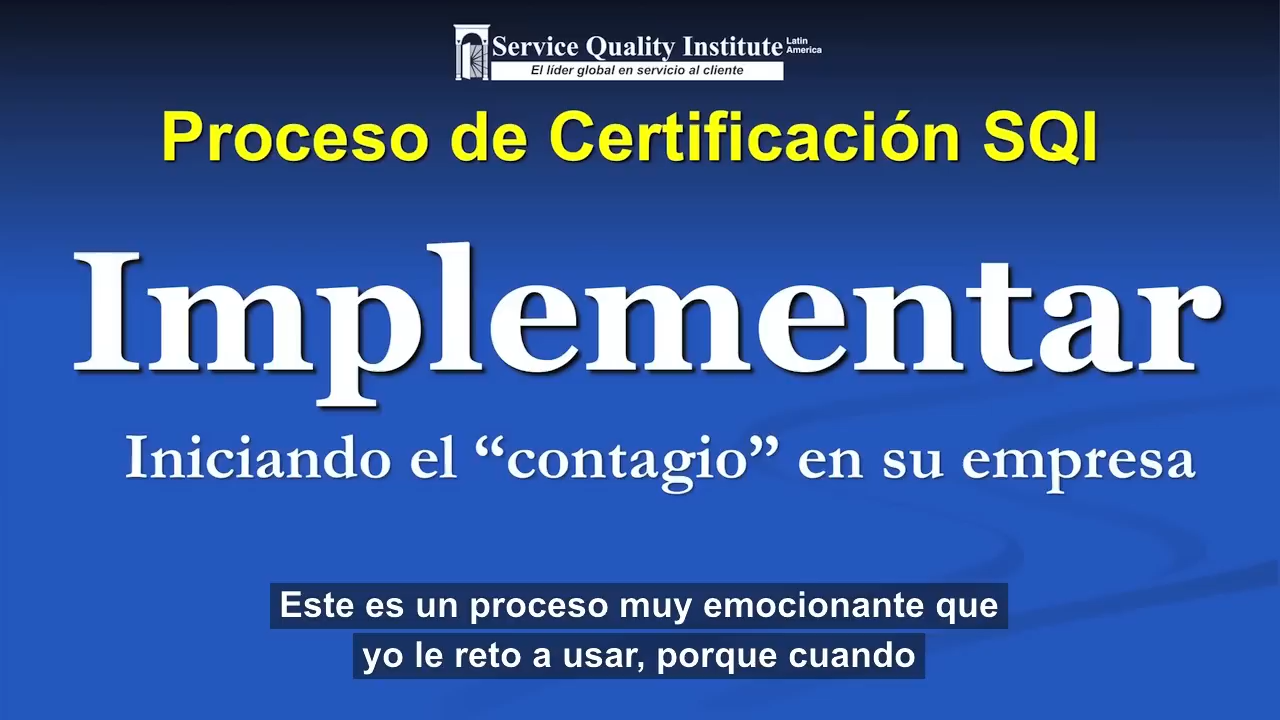 Service Quality Institute Latin America
El líder global en servicio al cliente
Proceso de Certificación SQI
Implementar
Iniciando el “contagio” en su empresa
Este es un proceso muy emocionante que
yo le reto a usar, porque cuando